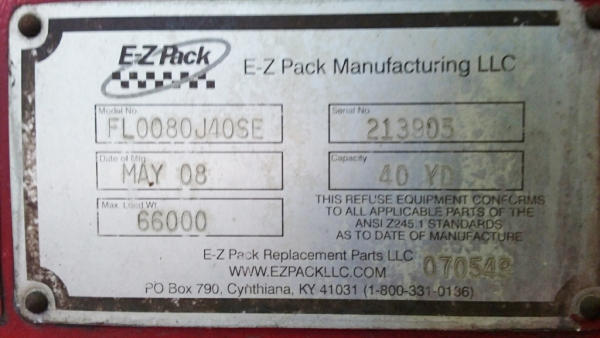 E-Z Pack
E-Z Pack Manufacturing LLC
Model No.
FL0080J40SE
Serial No.
213905
Date of Mfg.
MAY 08
Capacity
40 YD
Max. Load Wt.
66000
THIS REFUSE EQUIPMENT CONFORMS
TO ALL APPLICABLE PARTS OF THE
ANSI Z245.1 STANDARDS
AS TO DATE OF MANUFACTURE
E-Z Pack Replacement Parts LLC
WWW.EZPACKLLC.COM
PO Box 790, Cynthiana, KY 41031 (1-800-331-0136)